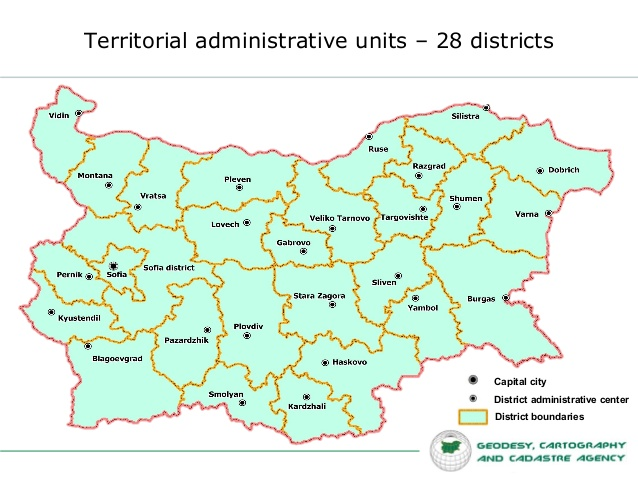 Territorial administrative units – 28 districts
Vidin
Silistra
Ruse
Montana
Pleven
Razgrad
Dobrich
Vratsa
Shumen
Lovech
Veliko Tarnovo
Targovishte
Varna
Gabrovo
Pernik
Sofia
Sofia district
Sliven
Stara Zagora
Burgas
Yambol
Kyustendil
Plovdiv
Pazardzhik
Blagoevgrad
Haskovo
Smolyan
Kardzhali
Capital city
District administrative center
District boundaries
GEODESY, CARTOGRAPHY
AND CADASTRE AGENCY